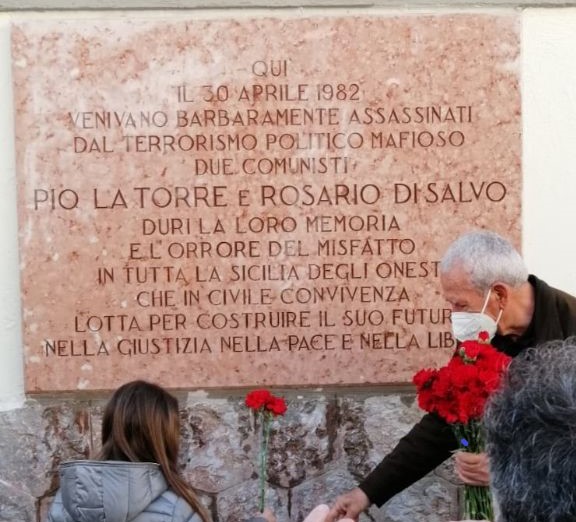 QUI
IL 30 APRILE 1982
VENIVANO BARBARAMENTE ASSASSINATI
DAL TERRORISMO POLITICO MAFIOSO
DUE COMUNISTI
PIO LA TORRE E ROSARIO DI SALVO
DURI LA LORO MEMORIA
E L'ORRORE DEL MISFATTO
IN TUTTA LA SICILIA DEGLI ONEST
CHE IN CIVILE CONVIVENZA
LOTTA PER COSTRUIRE IL SUO FUTUR
NELLA GIUSTIZIA NELLA PACE E NELLA LIB